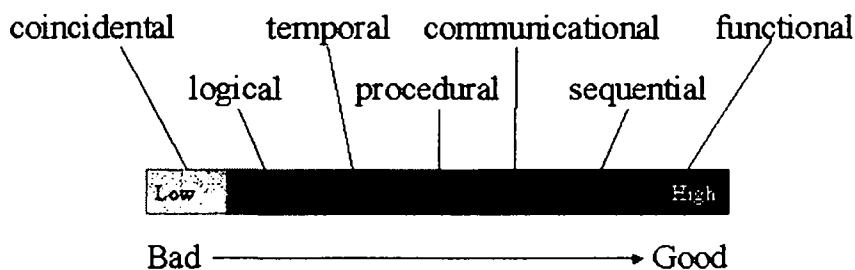 coincidental temporal communicational functional
logical procedural sequential
Low High
Bad Good